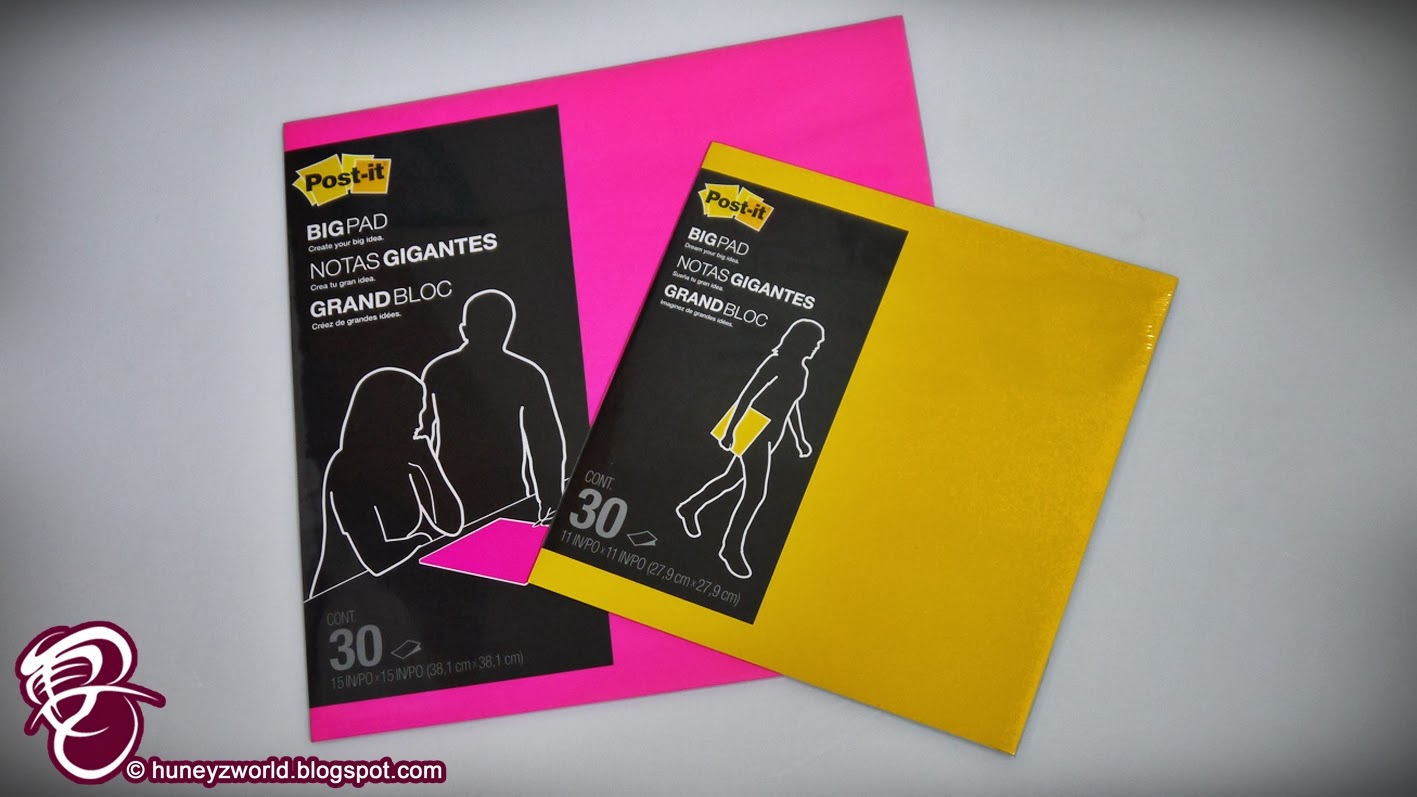 Post-it
BIG PAD
Create your big idea.
NOTAS GIGANTES
Crea tu gran idea.
GRAND BLOC
Créez de grandes idées.
CONT.
30
15 IN/PO x 15 IN/PO (38,1 cm x 38,1 cm)
Post-it
BIG PAD
Dream your big idea.
NOTAS GIGANTES
Sueña tu gran idea.
GRAND BLOC
Imaginez de grandes idées.
CONT.
30
11 IN/PO x 11 IN/PO (27,9 cm x 27,9 cm)
© huneyzworld.blogspot.com